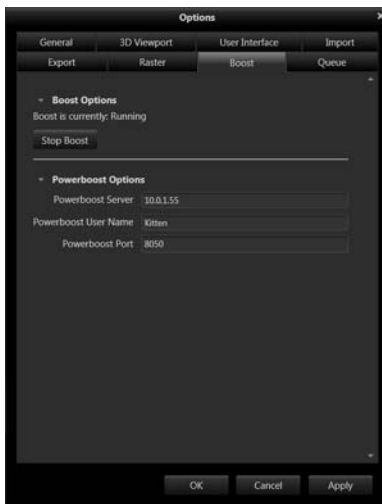 Options
General 3D Viewport User Interface Import
Export Raster Boost Queue
Boost Options
Boost is currently: Running
Stop Boost
Powerboost Options
Powerboost Server 10.0.1.55
Powerboost User Name Kitten
Powerboost Port 8050
OK Cancel Apply